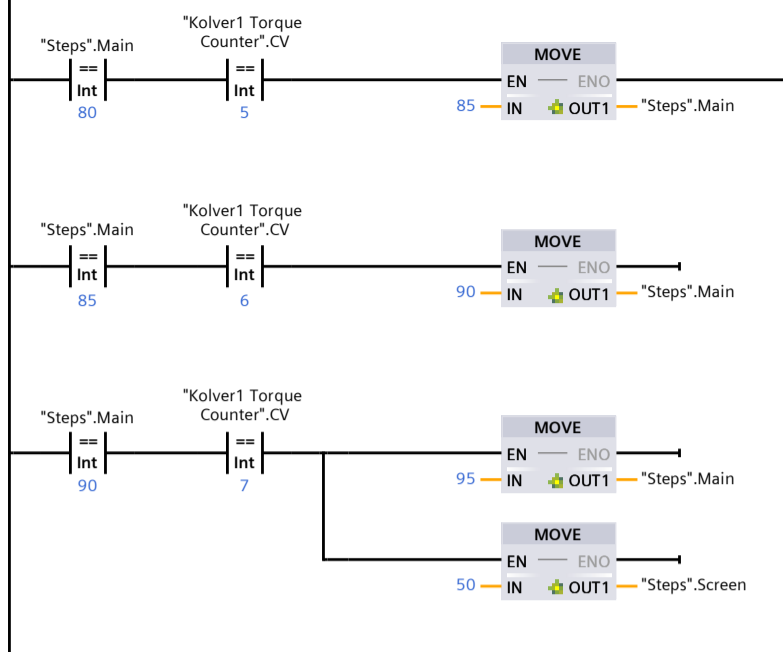 "Kolver1 Torque
"Steps".Main
Counter".CV
MOVE
==
==
Int
Int
EN
ENO
80
5
85
IN
OUT1
"Steps".Main
"Kolver1 Torque
"Steps".Main
Counter".CV
MOVE
==
==
Int
Int
EN
ENO
85
6
90
IN
OUT1
"Steps".Main
"Kolver1 Torque
"Steps".Main
Counter".CV
MOVE
==
==
Int
Int
EN
ENO
90
7
95
IN
OUT1
"Steps".Main
MOVE
EN
ENO
50
IN
OUT1
"Steps".Screen